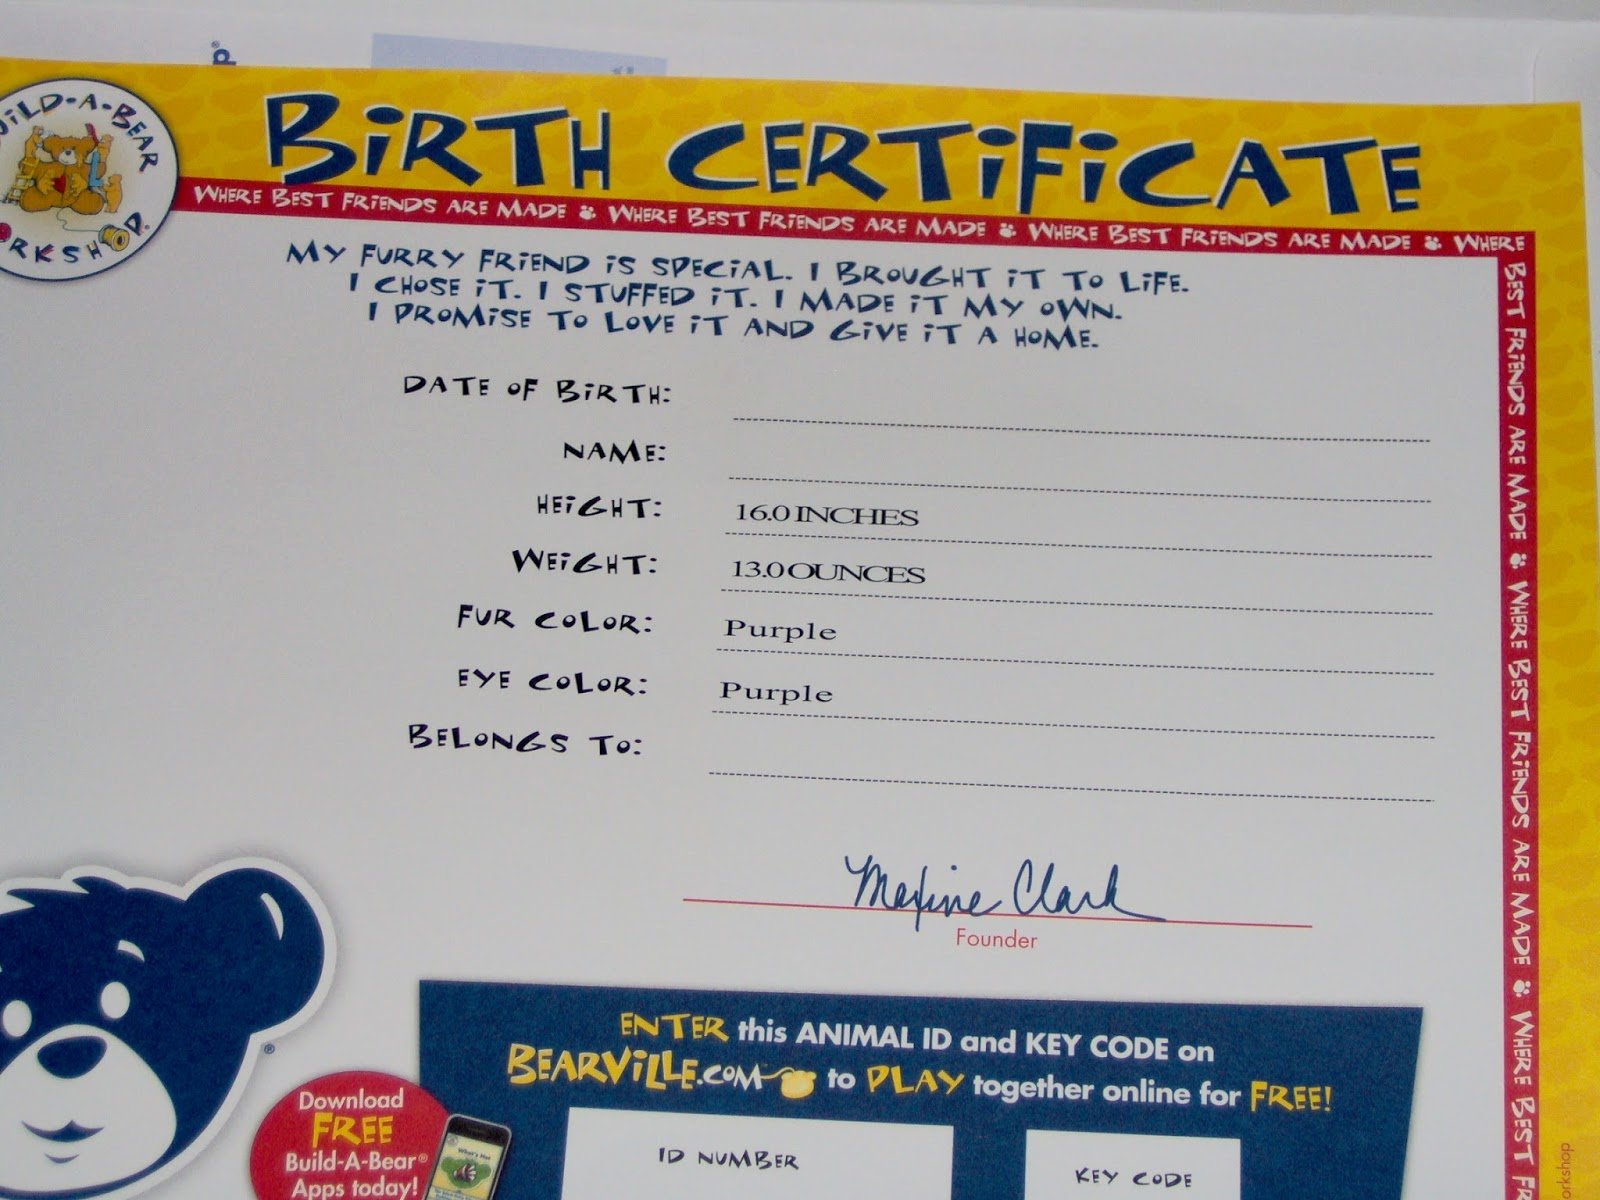 BUILD-A-BEAR
WORKSHOP
BIRTH CERTIFICATE
WHERE BEST FRIENDS ARE MADE WHERE BEST FRIENDS ARE MADE WHERE BEST FRIENDS ARE MADE WHERE
BEST FRIENDS ARE MADE WHERE BEST FRIENDS ARE MADE WHERE BEST
MY FURRY FRIEND IS SPECIAL. I BROUGHT IT TO LIFE.
I CHOSE IT. I STUFFED IT. I MADE IT MY OWN.
I PROMISE TO LOVE IT AND GIVE IT A HOME.
DATE OF BIRTH:
NAME:
HEIGHT: 16.0 INCHES
WEIGHT: 13.0 OUNCES
FUR COLOR: Purple
EYE COLOR: Purple
BELONGS TO:
Maxine Clark
Founder
ENTER this ANIMAL ID and KEY CODE on
BEARVILLE.COM to PLAY together online for FREE!
ID NUMBER
KEY CODE
®
Download
FREE
Build-A-Bear®
Apps today!
What's Hot